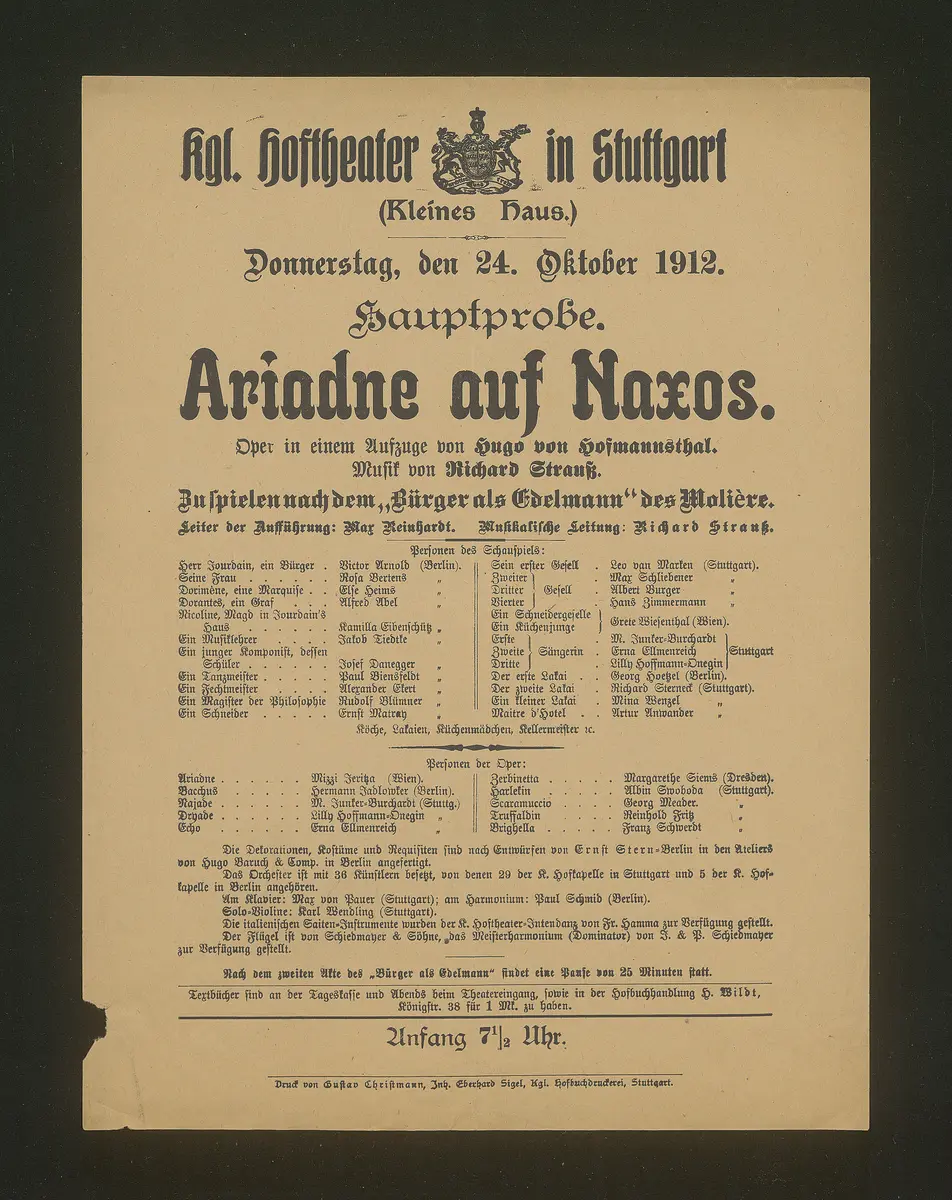 Kgl. Hoftheater in Stuttgart
(Kleines Haus.)
Donnerstag, den 24. Oktober 1912.
Hauptprobe.
Ariadne auf Naxos.
Oper in einem Aufzuge von Hugo von Hofmannsthal.
Musik von Richard Strauß.
Zu spielen nach dem „Bürger als Edelmann“ des Molière.
Leiter der Aufführung: Max Reinhardt. Musikalische Leitung: Richard Strauß.
Personen des Schauspiels:
Herr Jourdain, ein Bürger . Victor Arnold (Berlin).
Seine Frau . . . . . . Rosa Bertens „
Dorimène, eine Marquise . . Else Heims „
Dorantes, ein Graf . . . Alfred Abel „
Nicoline, Magd in Jourdain's
Haus . . . . . Kamilla Eibenschütz „
Ein Musiklehrer . . . . Jakob Tiedtke „
Ein junger Komponist, dessen
Schüler . . . . . Josef Danegger „
Ein Tanzmeister . . . . . Paul Biensfeldt „
Ein Fechtmeister . . . . Alexander Ekert „
Ein Magister der Philosophie Rudolf Blümner „
Ein Schneider . . . . . Ernst Matray „
Sein erster Gesell . Leo van Marken (Stuttgart).
Zweiter . Max Schliebener „
Dritter Gesell . Albert Burger „
Vierter . Hans Zimmermann „
Ein Schneidergeselle
Ein Küchenjunge Grete Wiesenthal (Wien).
Erste . M. Junker-Burchardt
Zweite Sängerin . Erna Ellmenreich Stuttgart
Dritte . Lilly Hoffmann-Onegin
Der erste Lakai . . Georg Hoetzel (Berlin).
Der zweite Lakai . Richard Sterneck (Stuttgart).
Ein kleiner Lakai . Mina Wenzel „
Maitre d'Hotel . . Artur Anwander „
Köche, Lakaien, Küchenmädchen, Kellermeister ꝛc.
Personen der Oper:
Ariadne . . . . . . Mizzi Jeritza (Wien).
Bacchus . . . . . . Hermann Jadlowker (Berlin).
Najade . . . . . . M. Junker-Burchardt (Stuttg.)
Dryade . . . . . . Lilly Hoffmann-Onegin „
Echo . . . . . . Erna Ellmenreich „
Zerbinetta . . . . . Margarethe Siems (Dresden).
Harlekin . . . . . Albin Swoboda (Stuttgart).
Scaramuccio . . . . Georg Meader. „
Truffaldin . . . . Reinhold Fritz „
Brighella . . . . . Franz Schwerdt „
Die Dekorationen, Kostüme und Requisiten sind nach Entwürfen von Ernst Stern-Berlin in den Ateliers
von Hugo Baruch & Comp. in Berlin angefertigt.
Das Orchester ist mit 36 Künstlern besetzt, von denen 29 der K. Hofkapelle in Stuttgart und 5 der K. Hof-
kapelle in Berlin angehören.
Am Klavier: Max von Pauer (Stuttgart); am Harmonium: Paul Schmid (Berlin).
Solo-Violine: Karl Wendling (Stuttgart).
Die italienischen Saiten-Instrumente wurden der K. Hoftheater-Intendanz von Fr. Hamma zur Verfügung gestellt.
Der Flügel ist von Schiedmayer & Söhne, das Meisterharmonium (Dominator) von J. & P. Schiedmayer
zur Verfügung gestellt.
Nach dem zweiten Akte des „Bürger als Edelmann“ findet eine Pause von 25 Minuten statt.
Textbücher sind an der Tageskasse und Abends beim Theatereingang, sowie in der Hofbuchhandlung H. Wildt,
Königstr. 38 für 1 Mk. zu haben.
Anfang 7½ Uhr.
Druck von Gustav Christmann, Inh. Eberhard Sigel, Kgl. Hofbuchdruckerei, Stuttgart.